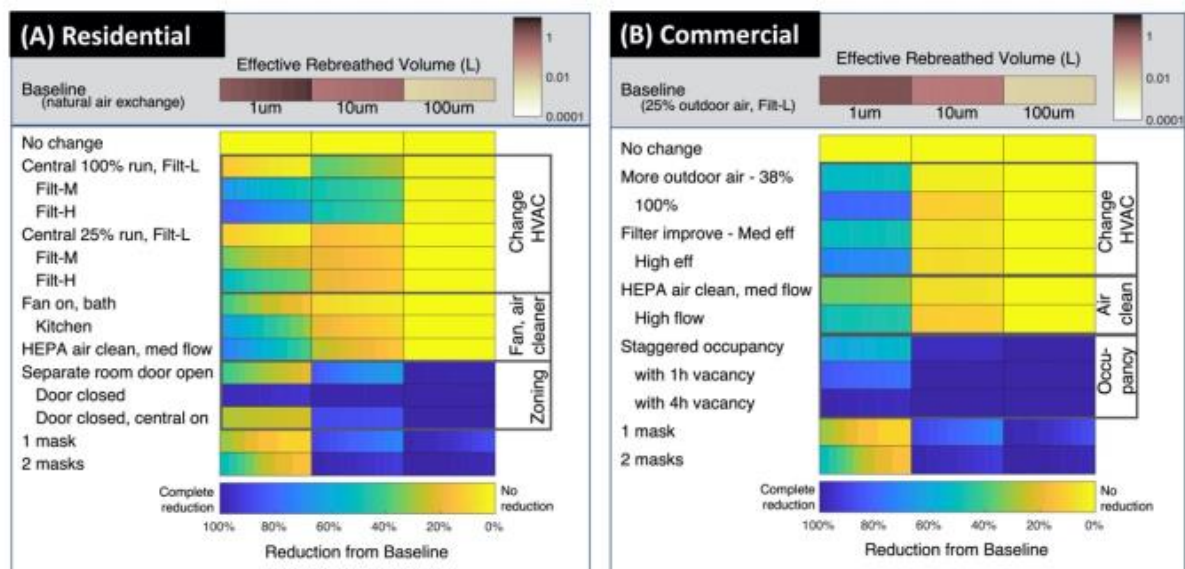 (A) Residential
Effective Rebreathed Volume (L)
1
0.01
0.0001
Baseline
(natural air exchange)
1um
10um
100um
No change
Central 100% run, Filt-L
Filt-M
Filt-H
Central 25% run, Filt-L
Filt-M
Filt-H
Change
HVAC
Fan on, bath
Kitchen
HEPA air clean, med flow
Fan, air
cleaner
Separate room door open
Door closed
Door closed, central on
Zoning
1 mask
2 masks
Complete
reduction
No
reduction
100%
80%
60%
40%
20%
0%
Reduction from Baseline
(B) Commercial
Effective Rebreathed Volume (L)
1
0.01
0.0001
Baseline
(25% outdoor air, Filt-L)
1um
10um
100um
No change
More outdoor air - 38%
100%
Filter improve - Med eff
High eff
Change
HVAC
HEPA air clean, med flow
High flow
Air
clean
Staggered occupancy
with 1h vacancy
with 4h vacancy
Occu-
pancy
1 mask
2 masks
Complete
reduction
No
reduction
100%
80%
60%
40%
20%
0%
Reduction from Baseline